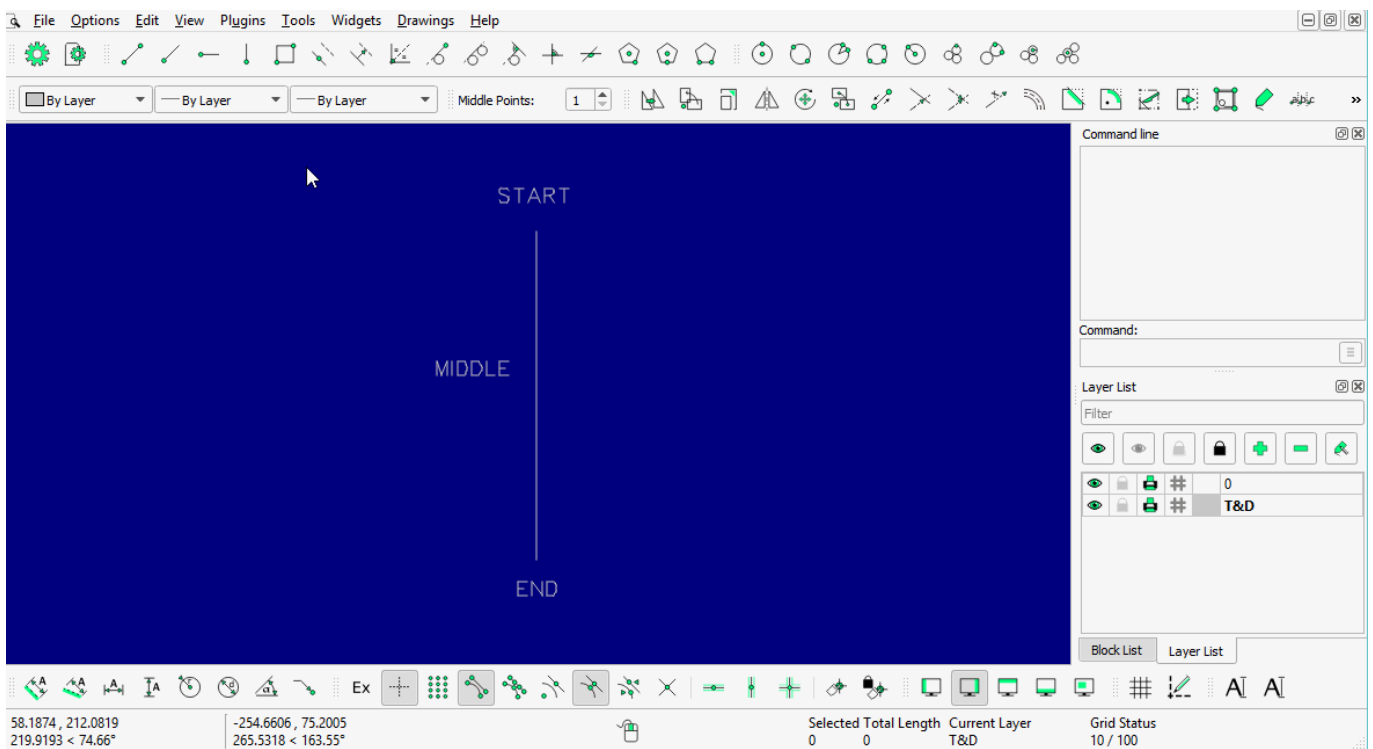 File Options Edit View Plugins Tools Widgets Drawings Help
By Layer By Layer By Layer Middle Points: 1 abjc »
Command line
START
MIDDLE
END
Command:
Layer List
Filter
0
T&D
Block List Layer List
A A A a Ex AI AI
58.1874 , 212.0819 -254.6606 , 75.2005 Selected Total Length Current Layer Grid Status
219.9193 < 74.66° 265.5318 < 163.55° 0 0 T&D 10 / 100